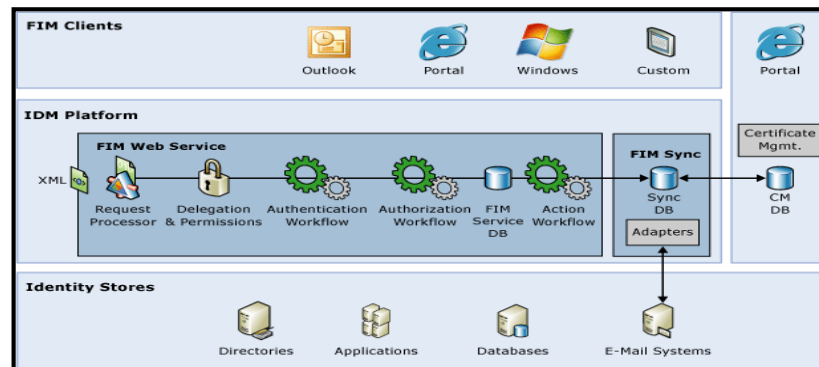 FIM Clients
Outlook
Portal
Windows
Custom
Portal
IDM Platform
FIM Web Service
XML
Request
Processor
Delegation
& Permissions
Authentication
Workflow
Authorization
Workflow
FIM
Service
DB
Action
Workflow
FIM Sync
Sync
DB
Adapters
Certificate
Mgmt.
CM
DB
Identity Stores
Directories
Applications
Databases
E-Mail Systems